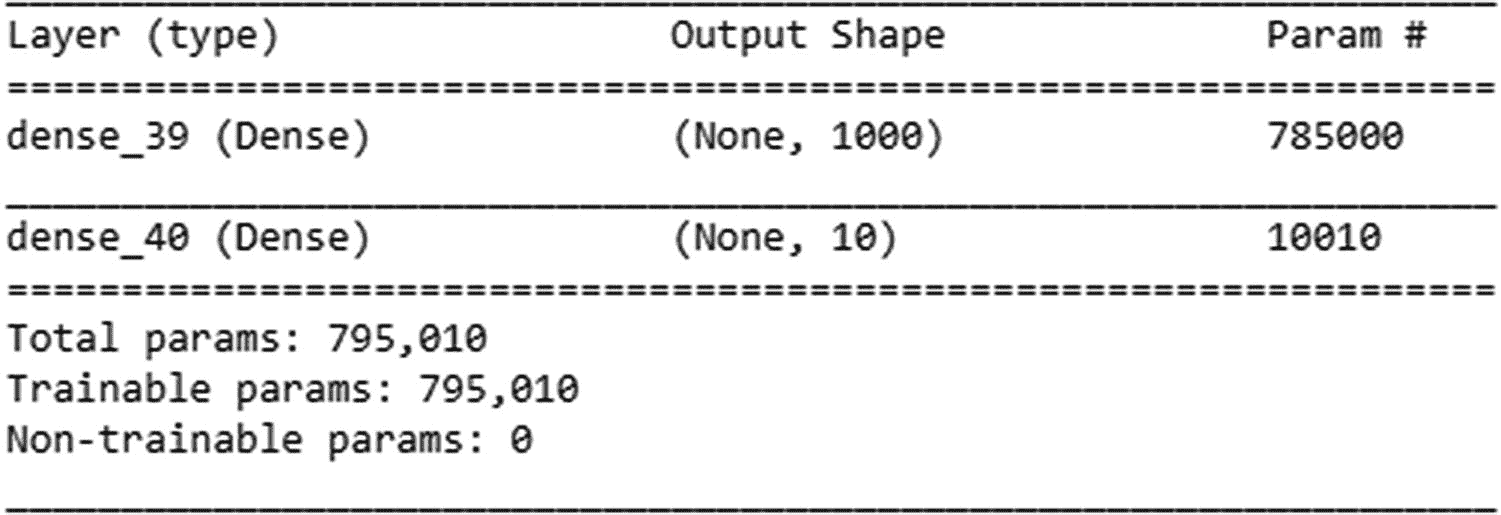 Layer (type) Output Shape Param #
=================================================================
dense_39 (Dense) (None, 1000) 785000
_________________________________________________________________
dense_40 (Dense) (None, 10) 10010
=================================================================
Total params: 795,010
Trainable params: 795,010
Non-trainable params: 0